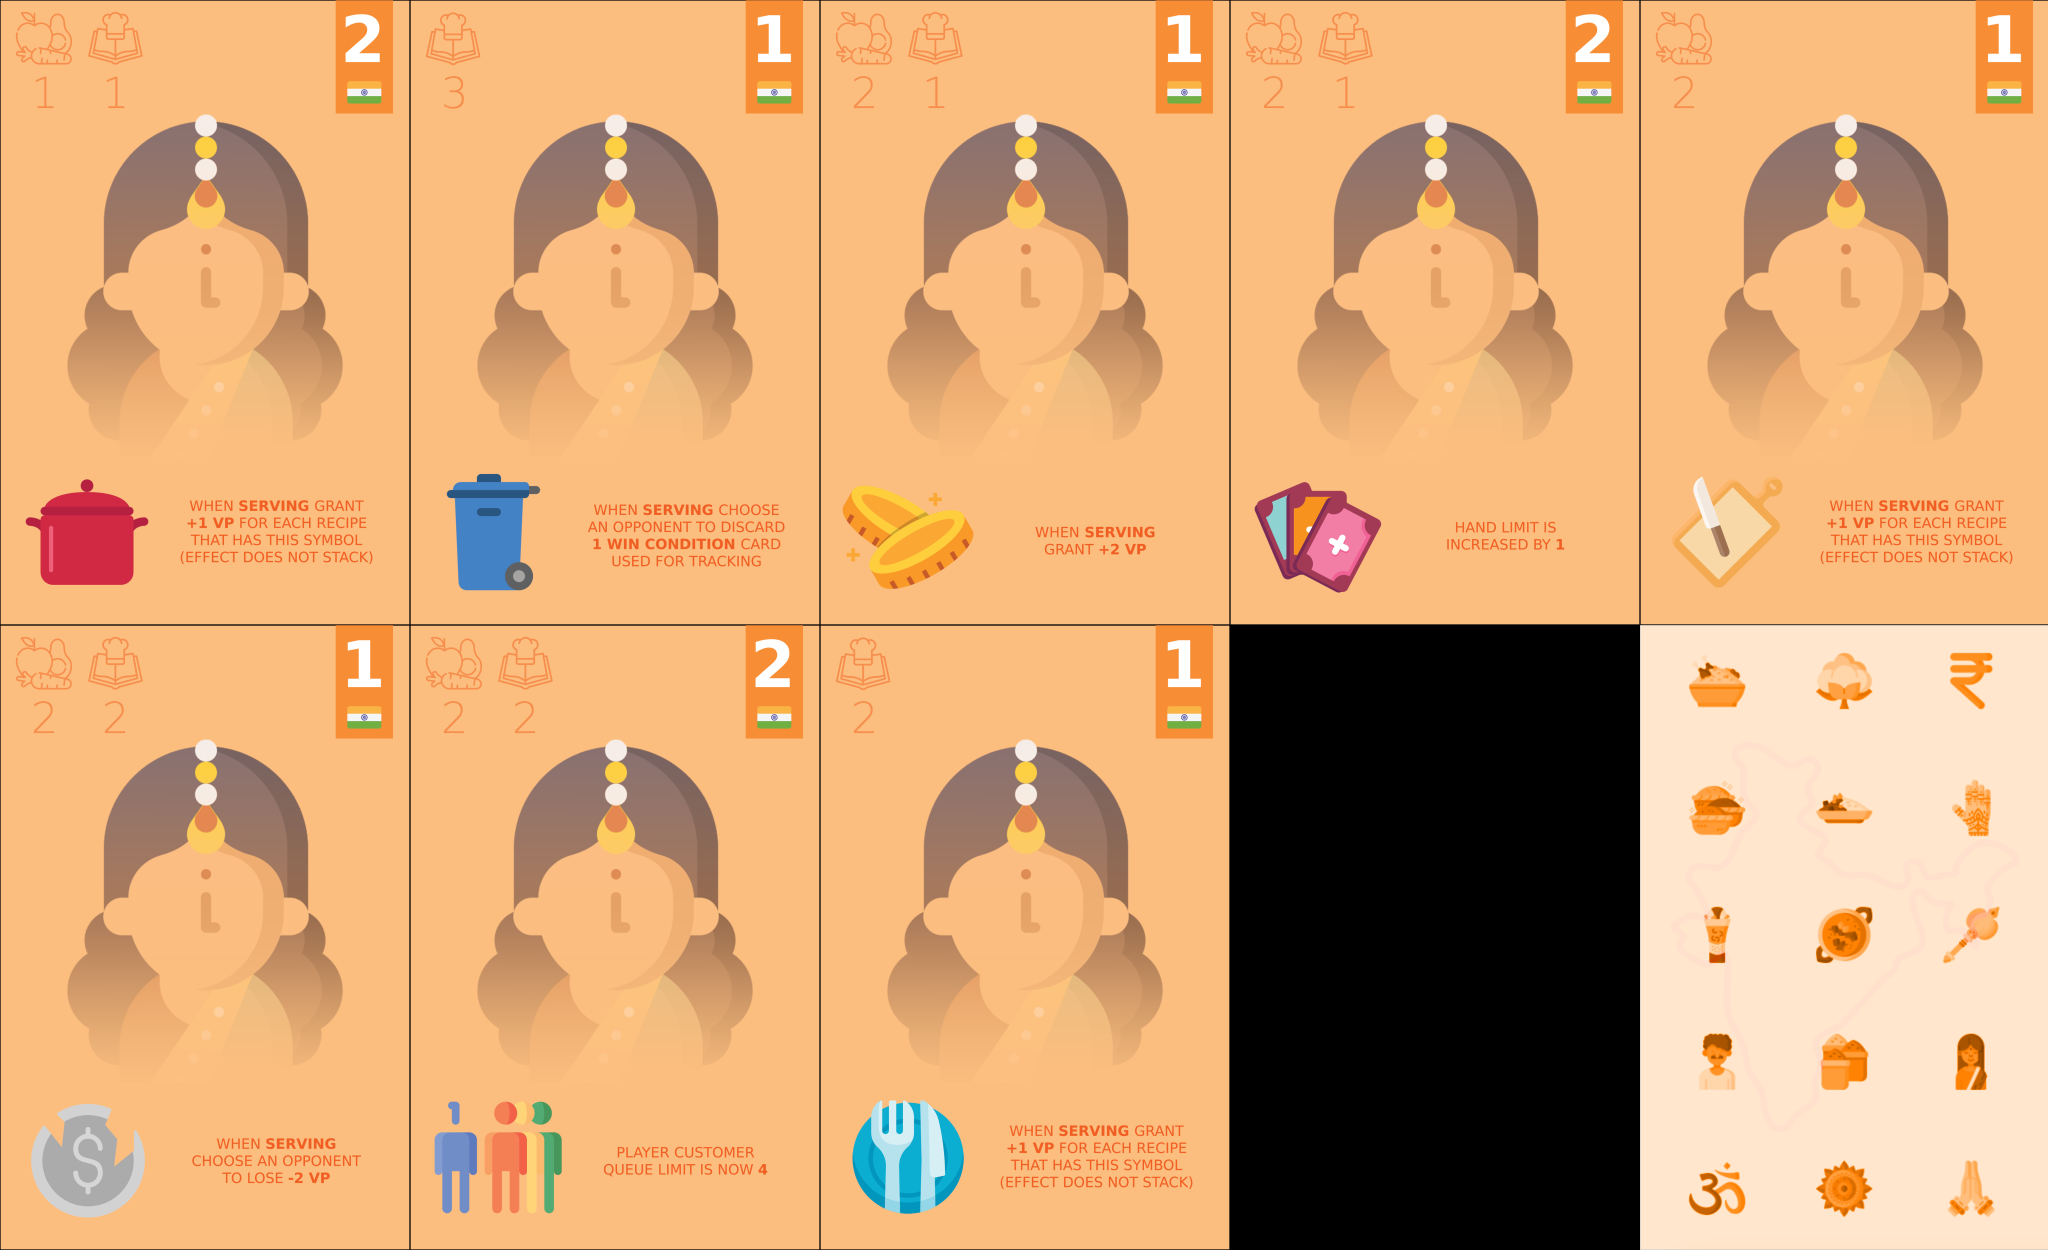 2
1 1
WHEN SERVING GRANT
+1 VP FOR EACH RECIPE
THAT HAS THIS SYMBOL
(EFFECT DOES NOT STACK)
1
3
WHEN SERVING CHOOSE
AN OPPONENT TO DISCARD
1 WIN CONDITION CARD
USED FOR TRACKING
1
2 1
WHEN SERVING
GRANT +2 VP
2
2 1
HAND LIMIT IS
INCREASED BY 1
1
2
WHEN SERVING GRANT
+1 VP FOR EACH RECIPE
THAT HAS THIS SYMBOL
(EFFECT DOES NOT STACK)
1
2 2
$
WHEN SERVING
CHOOSE AN OPPONENT
TO LOSE -2 VP
2
2 2
PLAYER CUSTOMER
QUEUE LIMIT IS NOW 4
1
2
WHEN SERVING GRANT
+1 VP FOR EACH RECIPE
THAT HAS THIS SYMBOL
(EFFECT DOES NOT STACK)
₹
ॐ